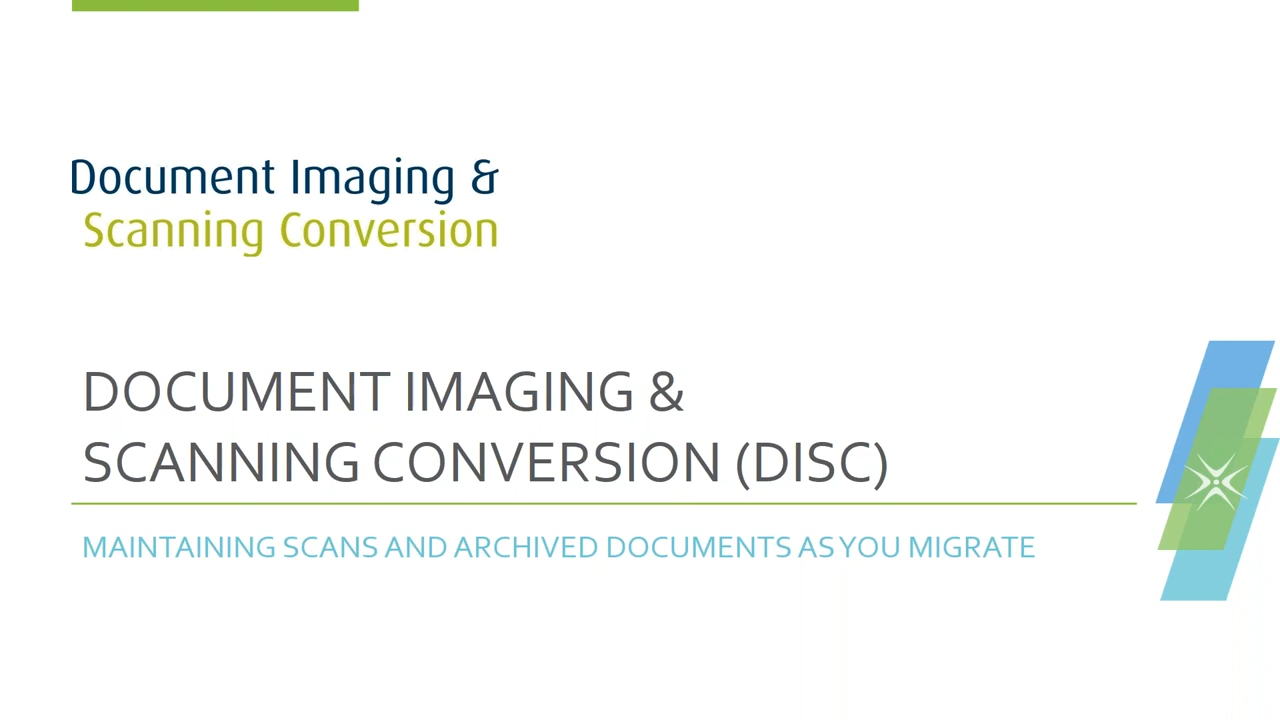 Document Imaging &
Scanning Conversion
DOCUMENT IMAGING &
SCANNING CONVERSION (DISC)
MAINTAINING SCANS AND ARCHIVED DOCUMENTS AS YOU MIGRATE